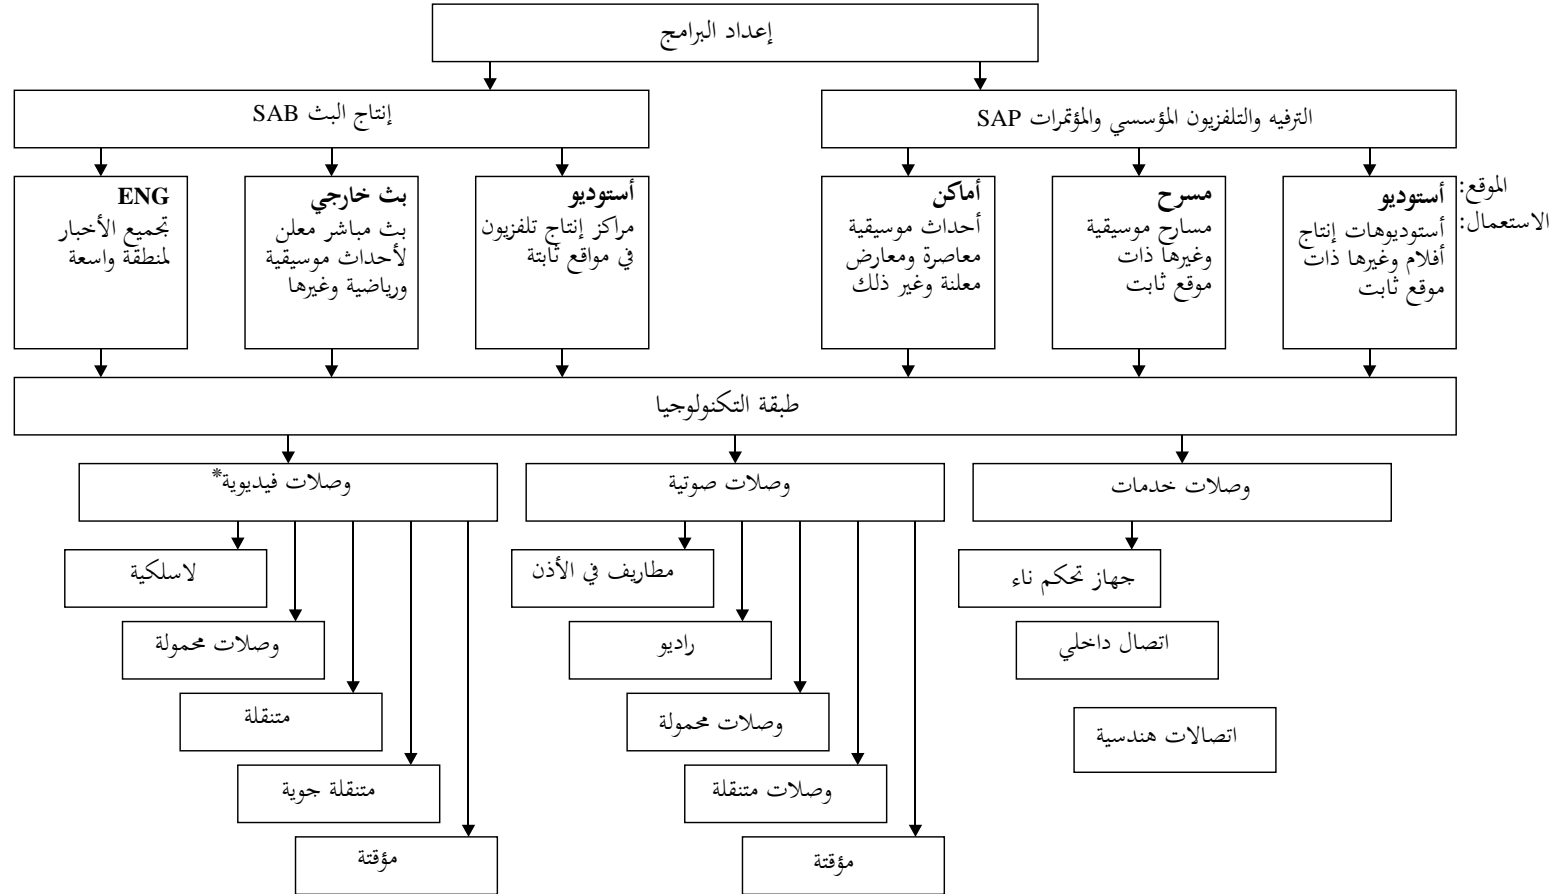 إعداد البرامج
الترفيه والتلفزيون المؤسسي والمؤتمرات SAP
إنتاج البث SAB
الموقع:
الاستعمال:
أستوديو
أستوديوهات إنتاج
أفلام وغيرها ذات
موقع ثابت
مسرح
مسارح موسيقية
وغيرها ذات
موقع ثابت
أماكن
أحداث موسيقية
معاصرة ومعارض
معلنة وغير ذلك
أستوديو
مراكز إنتاج تلفزيون
في مواقع ثابتة
بث خارجي
بث مباشر معلن
لأحداث موسيقية
ورياضية وغيرها
ENG
تجميع الأخبار
لمنطقة واسعة
طبقة التكنولوجيا
وصلات خدمات
جهاز تحكم ناء
اتصال داخلي
اتصالات هندسية
وصلات صوتية
مطاريف في الأذن
راديو
وصلات محمولة
وصلات متنقلة
مؤقتة
وصلات فيديوية*
لاسلكية
وصلات محمولة
متنقلة
متنقلة جوية
مؤقتة